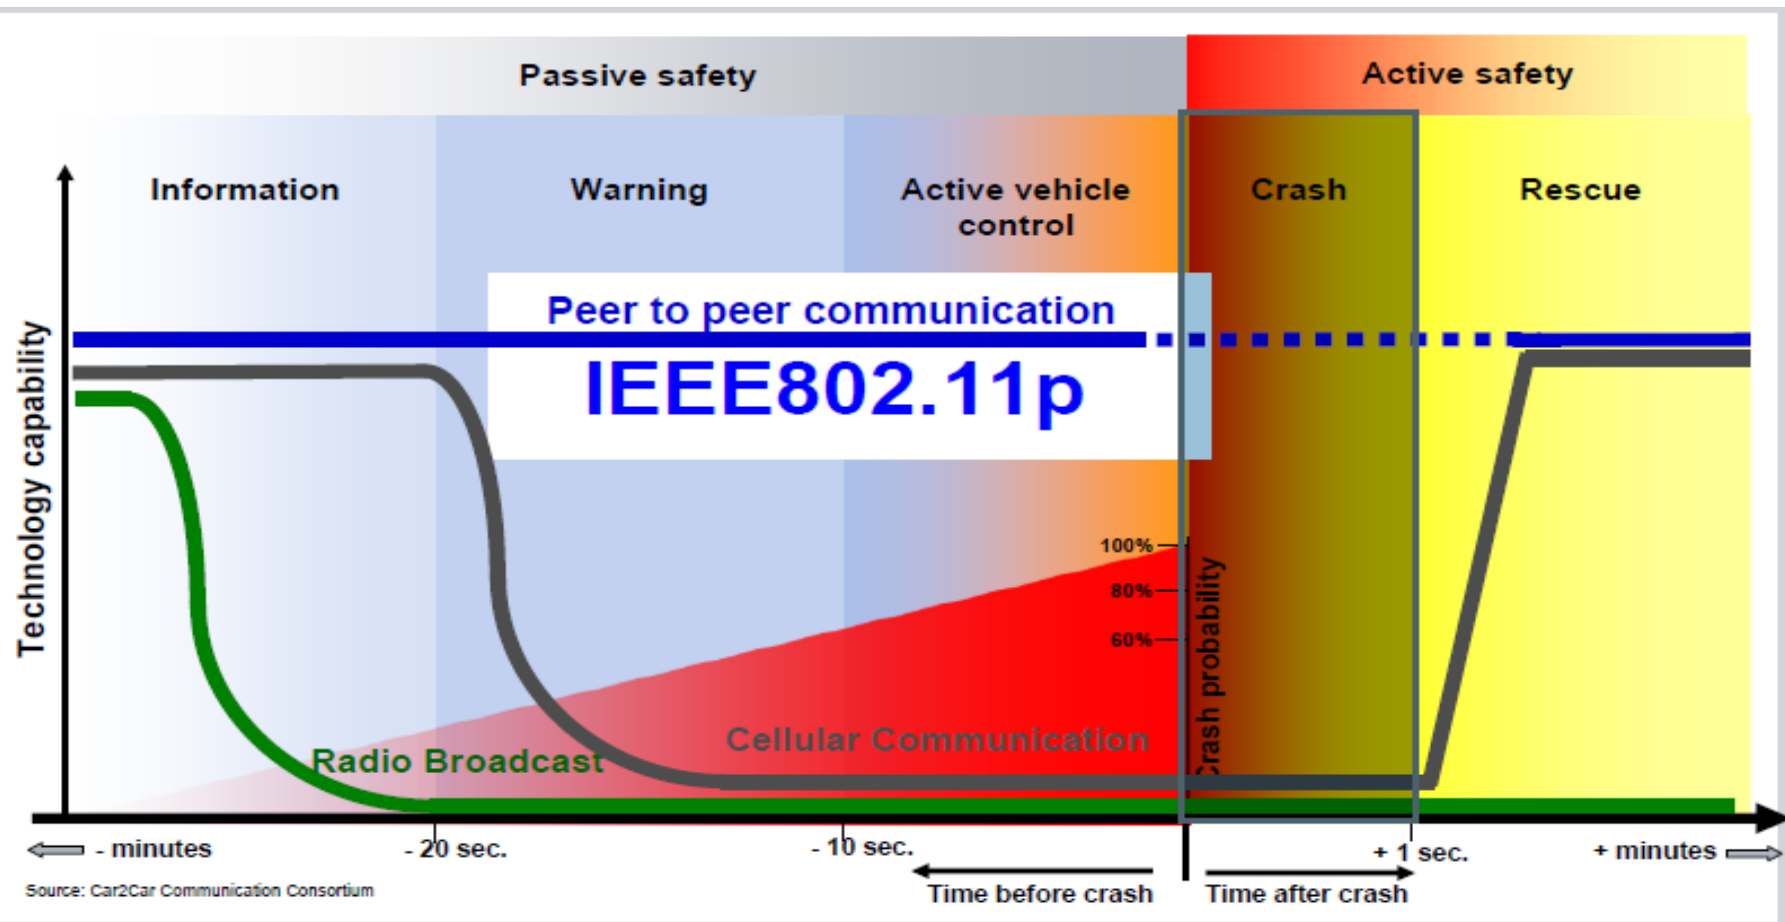 Passive safety
Active safety
Information
Warning
Active vehicle
control
Crash
Rescue
Peer to peer communication
IEEE802.11p
Technology capability
100%
80%
60%
Crash probability
Cellular Communication
Radio Broadcast
- minutes
- 20 sec.
- 10 sec.
+ 1 sec.
+ minutes
Time before crash
Time after crash
Source: Car2Car Communication Consortium